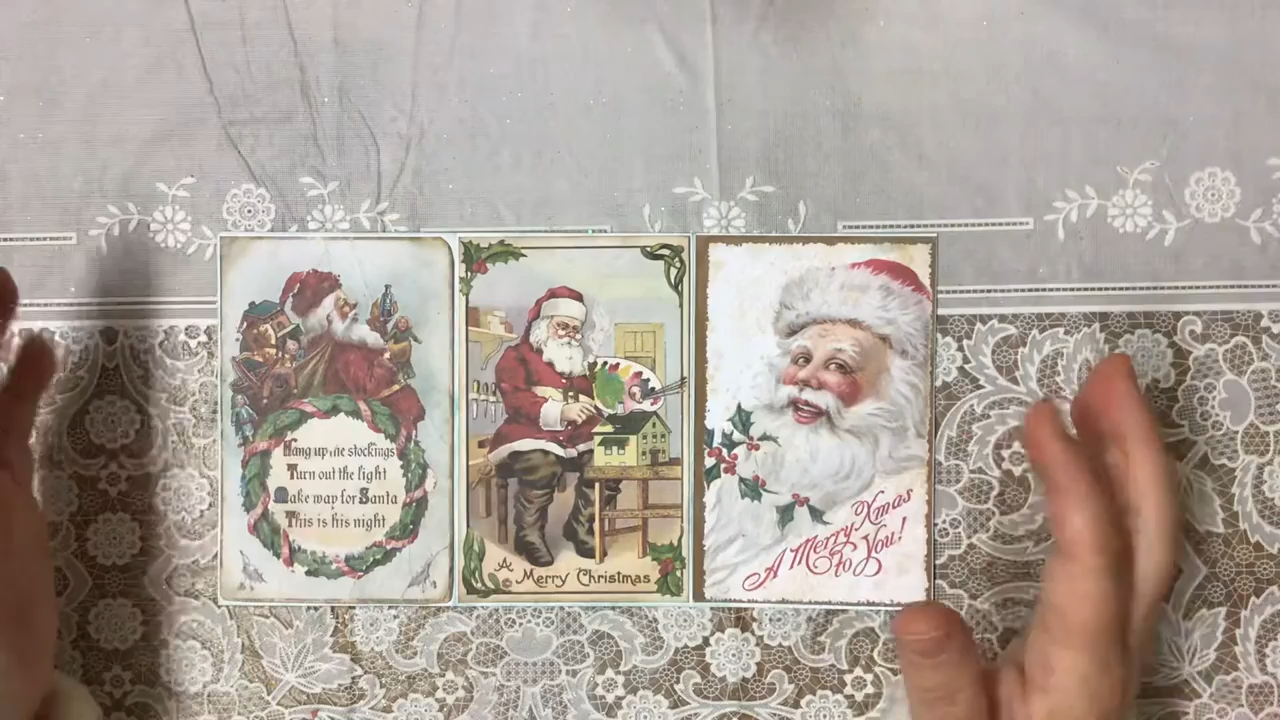 Hang up the stockings
Turn out the light
Make way for Santa
This is his night
A Merry Christmas
A Merry Xmas
to You!